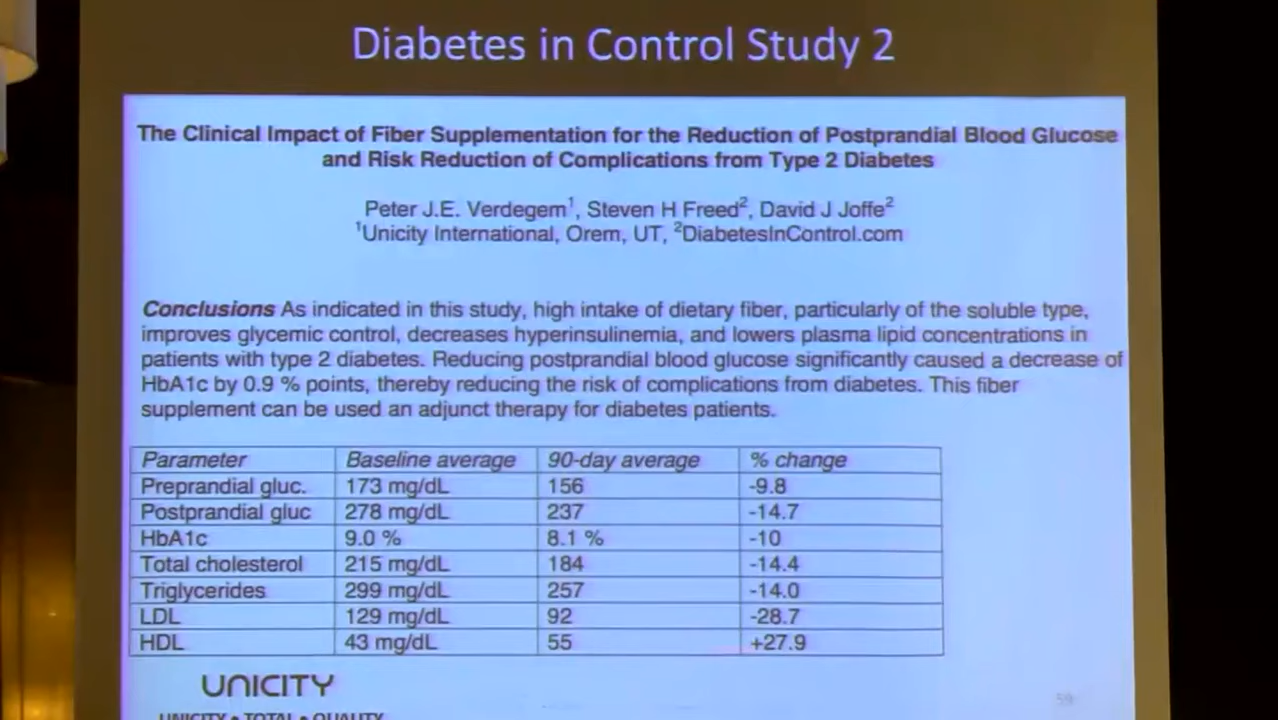 Diabetes in Control Study 2
The Clinical Impact of Fiber Supplementation for the Reduction of Postprandial Blood Glucose
and Risk Reduction of Complications from Type 2 Diabetes
Peter J.E. Verdegem¹, Steven H Freed², David J Joffe²
¹Unicity International, Orem, UT, ²DiabetesInControl.com
Conclusions As indicated in this study, high intake of dietary fiber, particularly of the soluble type,
improves glycemic control, decreases hyperinsulinemia, and lowers plasma lipid concentrations in
patients with type 2 diabetes. Reducing postprandial blood glucose significantly caused a decrease of
HbA1c by 0.9 % points, thereby reducing the risk of complications from diabetes. This fiber
supplement can be used an adjunct therapy for diabetes patients.
Parameter Baseline average 90-day average % change
Preprandial gluc. 173 mg/dL 156 -9.8
Postprandial gluc 278 mg/dL 237 -14.7
HbA1c 9.0 % 8.1 % -10
Total cholesterol 215 mg/dL 184 -14.4
Triglycerides 299 mg/dL 257 -14.0
LDL 129 mg/dL 92 -28.7
HDL 43 mg/dL 55 +27.9
UNICITY
UNICITY • TOTAL • QUALITY
59